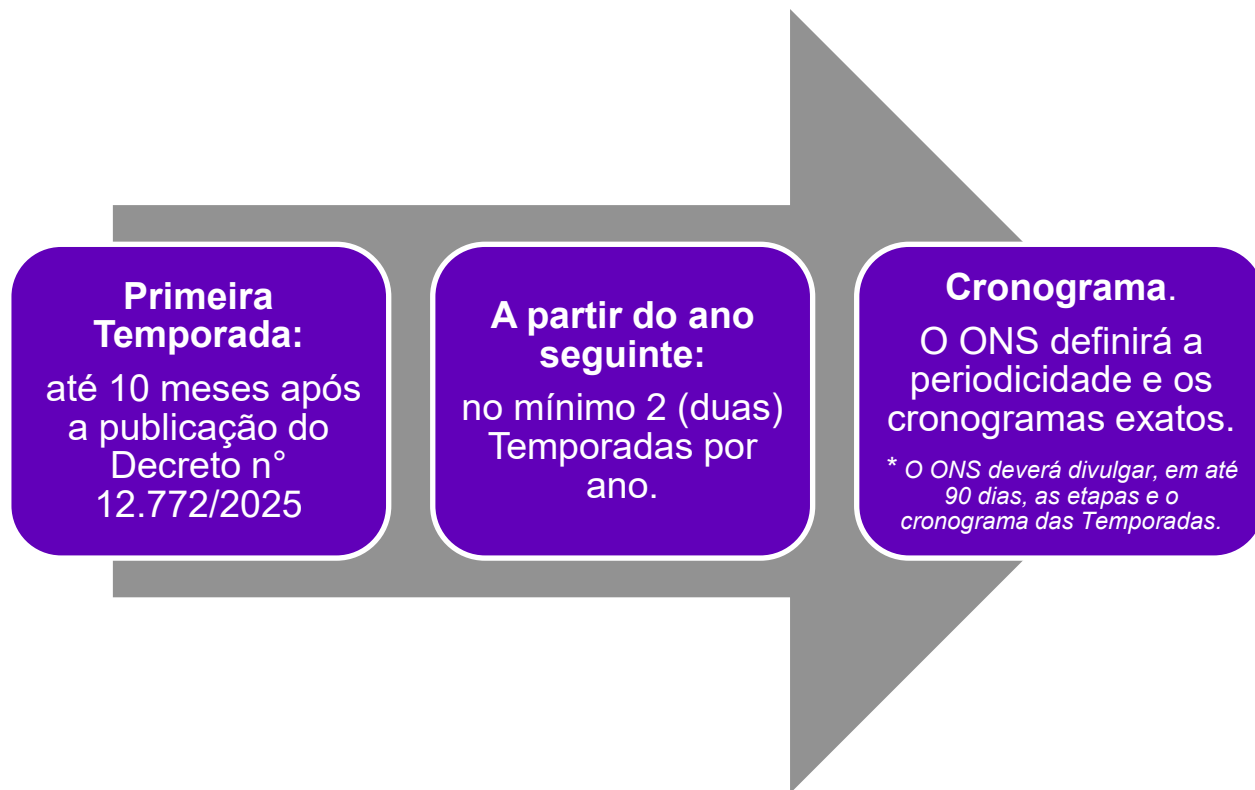 Primeira
Temporada:
até 10 meses após
a publicação do
Decreto n°
12.772/2025
A partir do ano
seguinte:
no mínimo 2 (duas)
Temporadas por
ano.
Cronograma.
O ONS definirá a
periodicidade e os
cronogramas exatos.
* O ONS deverá divulgar, em até
90 dias, as etapas e o
cronograma das Temporadas.